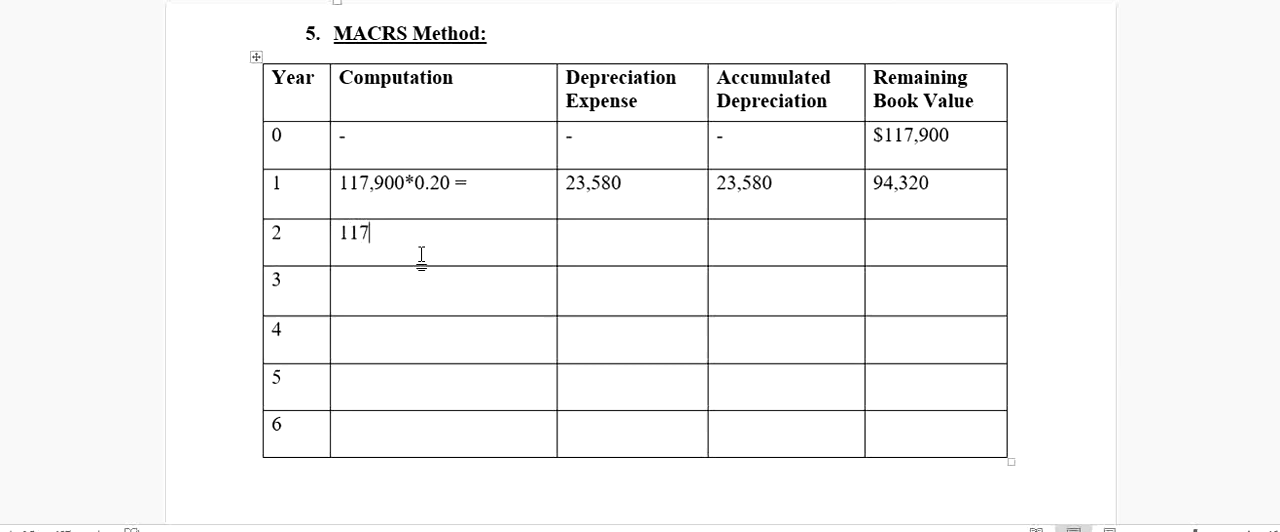 5. MACRS Method:
Year Computation Depreciation Expense Accumulated Depreciation Remaining Book Value
0 - - - $117,900
1 117,900*0.20 = 23,580 23,580 94,320
2 117
3
4
5
6